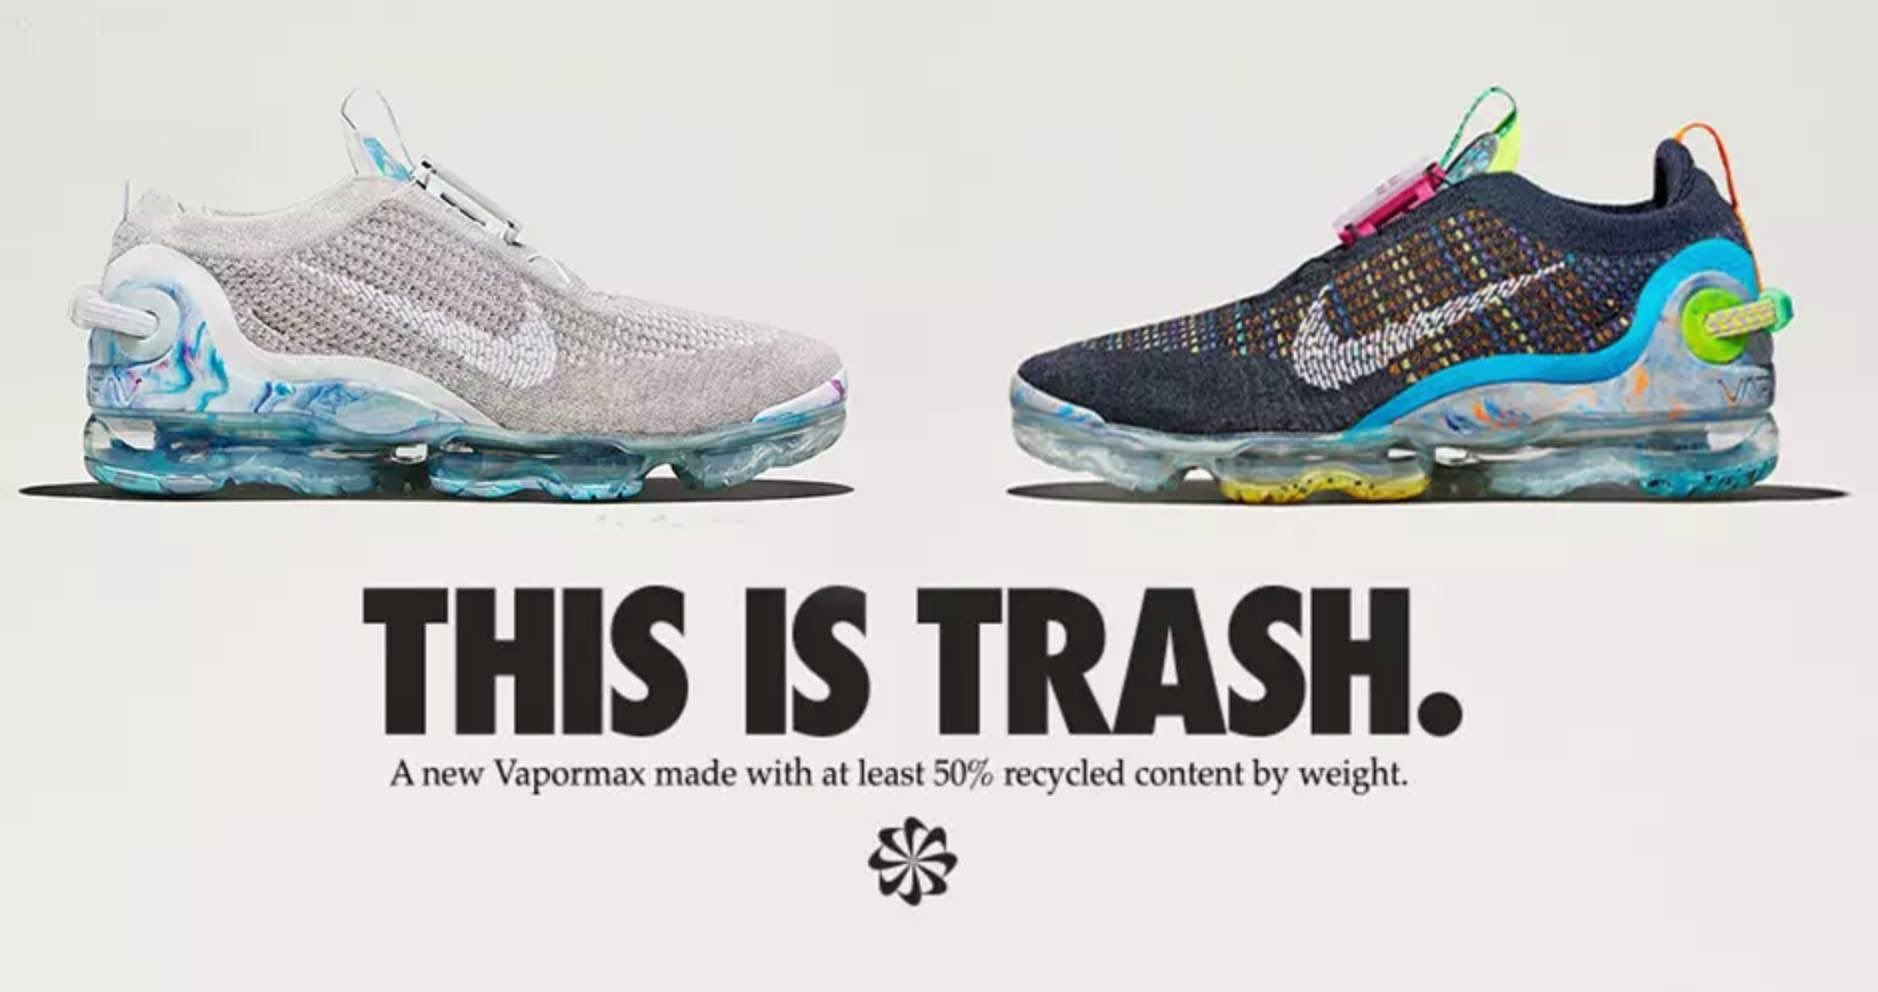 THIS IS TRASH.
A new Vapormax made with at least 50% recycled content by weight.